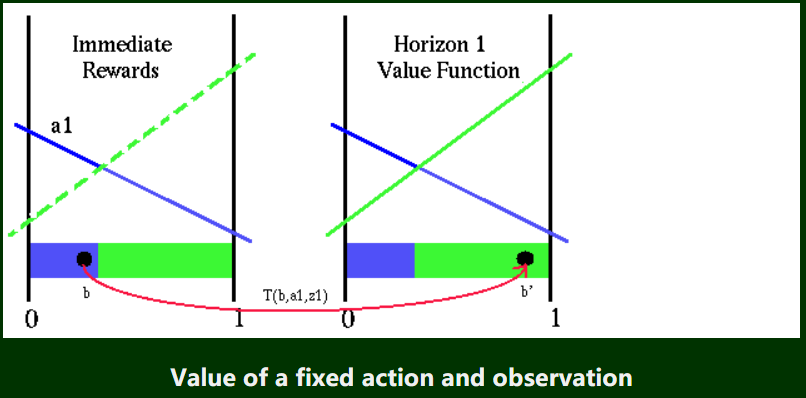 Immediate
Rewards
Horizon 1
Value Function
a1
b
T(b,a1,z1)
b'
0
1
0
1
Value of a fixed action and observation